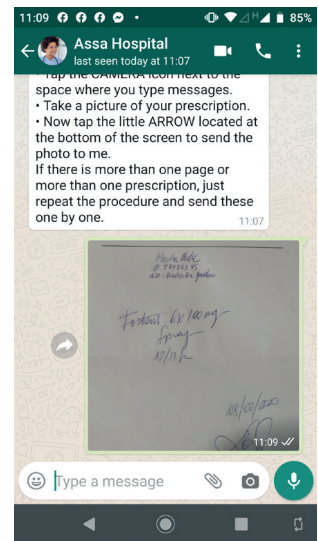 11:09 85%
Assa Hospital
last seen today at 11:07
• Tap the CAMERA icon next to the
space where you type messages.
• Take a picture of your prescription.
• Now tap the little ARROW located at
the bottom of the screen to send the
photo to me.
If there is more than one page or
more than one prescription, just
repeat the procedure and send these
one by one.
11:07
11:09
Type a message